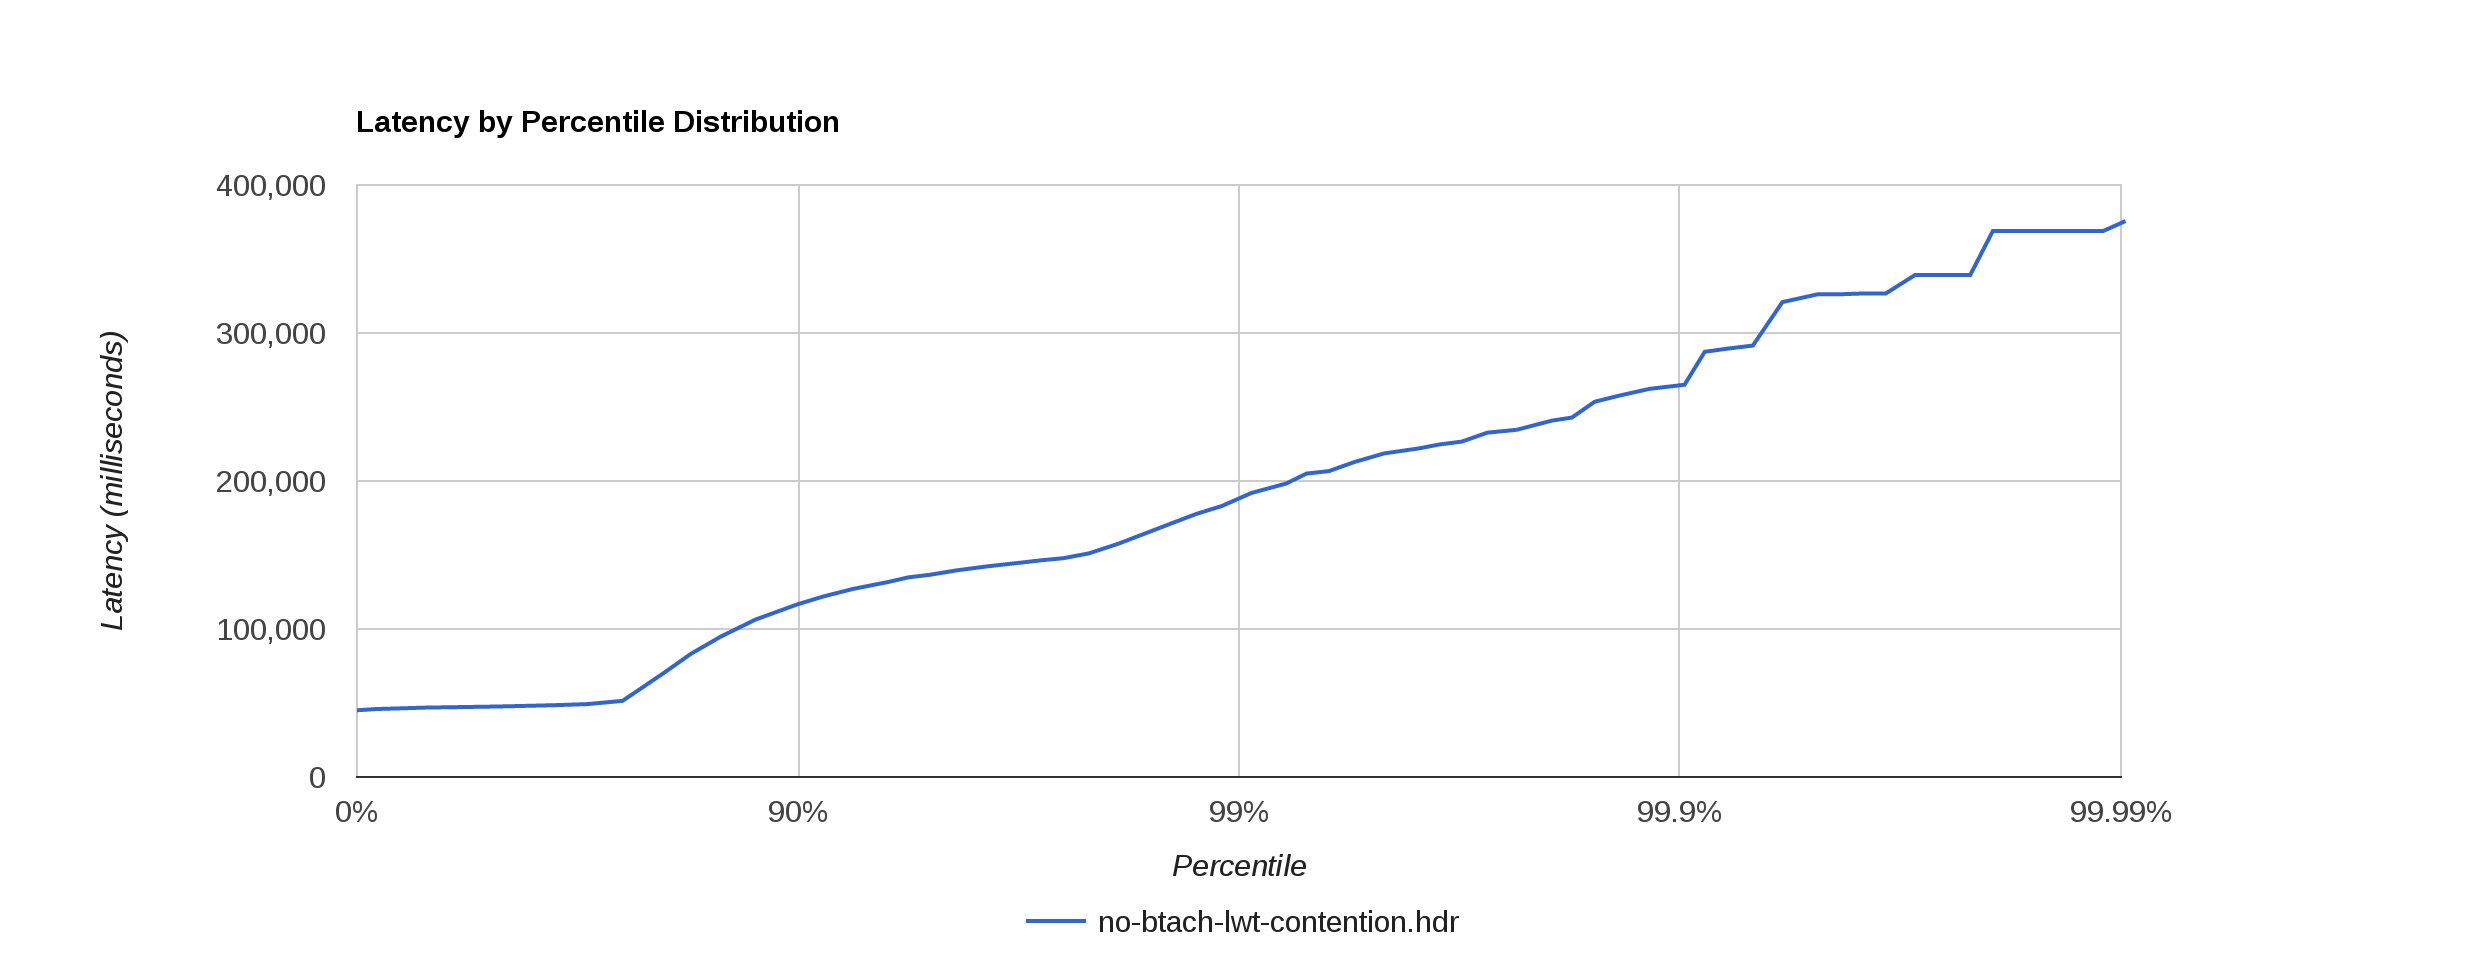 Latency by Percentile Distribution
400,000
300,000
200,000
100,000
0
Latency (milliseconds)
0% 90% 99% 99.9% 99.99%
Percentile
no-btach-lwt-contention.hdr